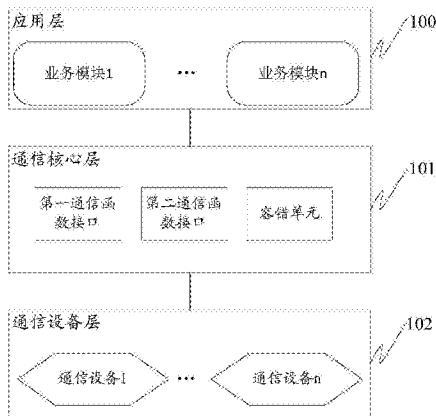 应用层
100
业务模块1
...
业务模块n
通信核心层
101
第一通信函
数接口
第二通信函
数接口
容错单元
通信设备层
102
通信设备1
...
通信设备n